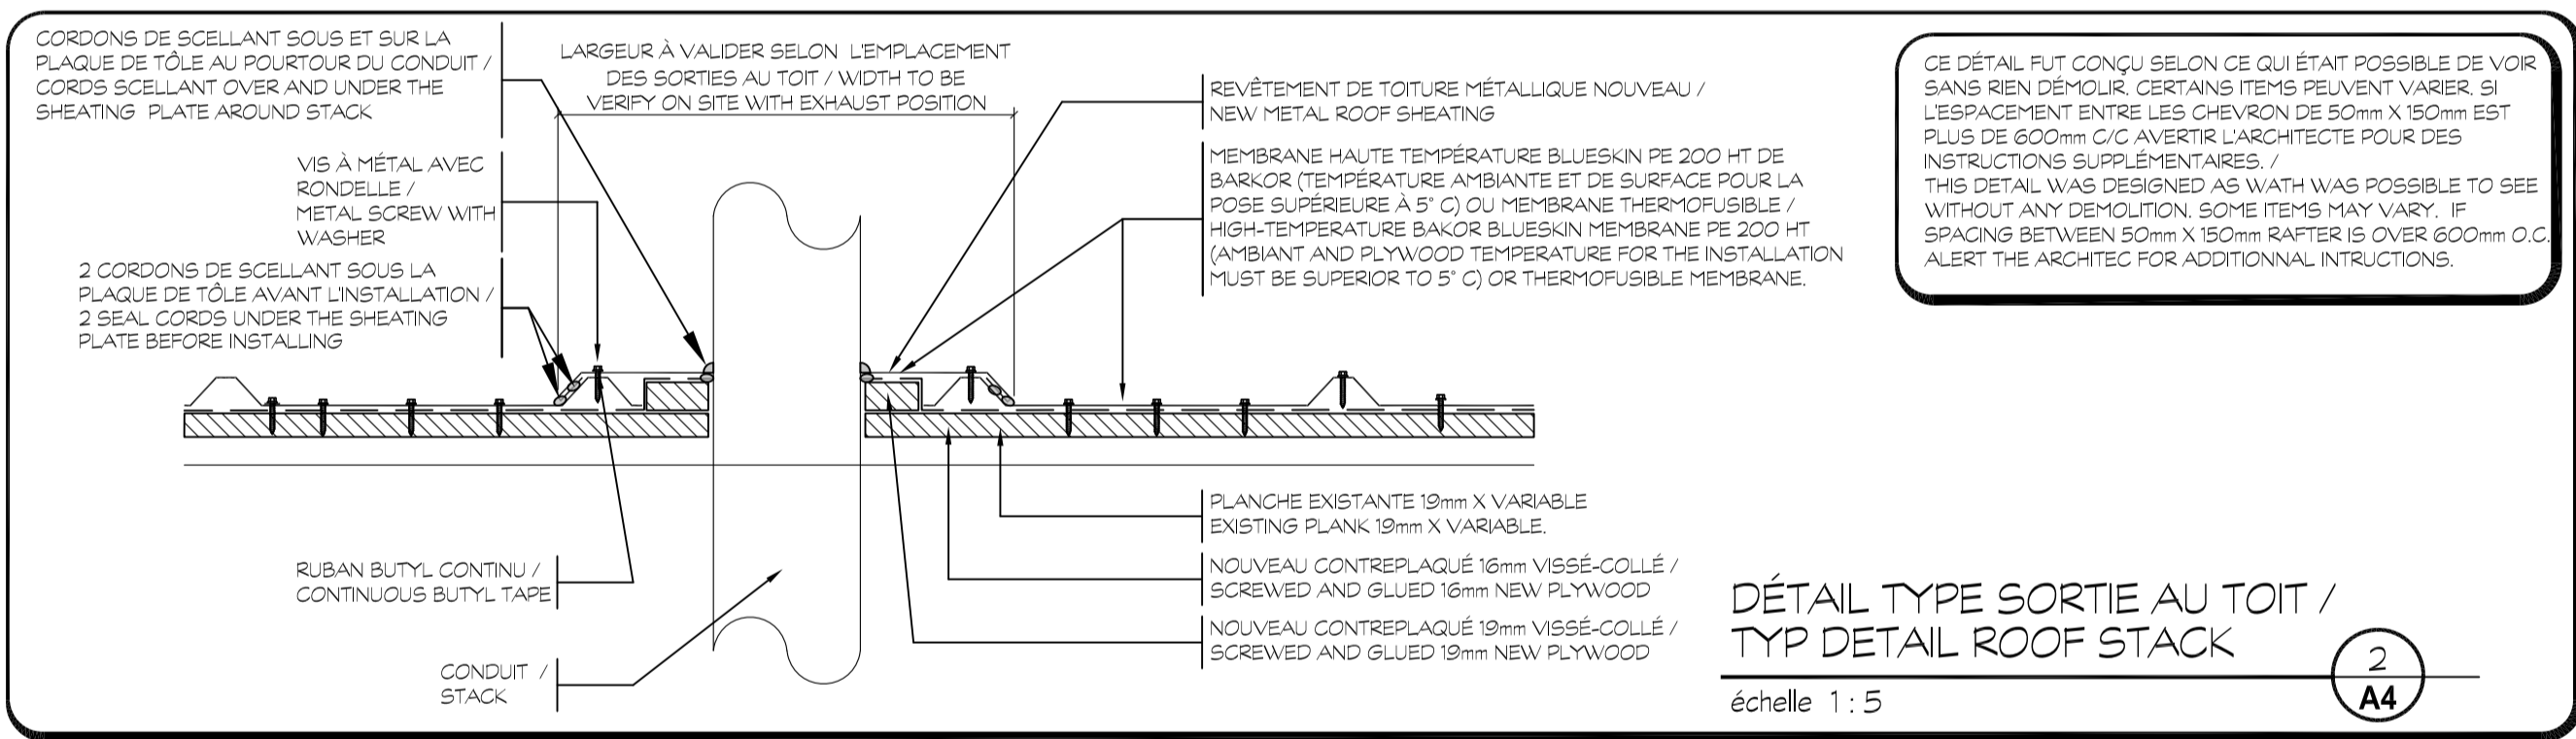 CORDONS DE SCELLANT SOUS ET SUR LA
PLAQUE DE TÔLE AU POURTOUR DU CONDUIT /
CORDS SCELLANT OVER AND UNDER THE
SHEATING PLATE AROUND STACK
LARGEUR À VALIDER SELON L'EMPLACEMENT
DES SORTIES AU TOIT / WIDTH TO BE
VERIFY ON SITE WITH EXHAUST POSITION
VIS À MÉTAL AVEC
RONDELLE /
METAL SCREW WITH
WASHER
2 CORDONS DE SCELLANT SOUS LA
PLAQUE DE TÔLE AVANT L'INSTALLATION /
2 SEAL CORDS UNDER THE SHEATING
PLATE BEFORE INSTALLING
REVÊTEMENT DE TOITURE MÉTALLIQUE NOUVEAU /
NEW METAL ROOF SHEATING
MEMBRANE HAUTE TEMPÉRATURE BLUESKIN PE 200 HT DE
BARKOR (TEMPÉRATURE AMBIANTE ET DE SURFACE POUR LA
POSE SUPÉRIEURE À 5° C) OU MEMBRANE THERMOFUSIBLE /
HIGH-TEMPERATURE BAKOR BLUESKIN MEMBRANE PE 200 HT
(AMBIANT AND PLYWOOD TEMPERATURE FOR THE INSTALLATION
MUST BE SUPERIOR TO 5° C) OR THERMOFUSIBLE MEMBRANE.
CE DÉTAIL FUT CONÇU SELON CE QUI ÉTAIT POSSIBLE DE VOIR
SANS RIEN DÉMOLIR. CERTAINS ITEMS PEUVENT VARIER. SI
L'ESPACEMENT ENTRE LES CHEVRON DE 50mm X 150mm EST
PLUS DE 600mm C/C AVERTIR L'ARCHITECTE POUR DES
INSTRUCTIONS SUPPLÉMENTAIRES. /
THIS DETAIL WAS DESIGNED AS WATH WAS POSSIBLE TO SEE
WITHOUT ANY DEMOLITION. SOME ITEMS MAY VARY. IF
SPACING BETWEEN 50mm X 150mm RAFTER IS OVER 600mm O.C.
ALERT THE ARCHITEC FOR ADDITIONNAL INTRUCTIONS.
RUBAN BUTYL CONTINU /
CONTINUOUS BUTYL TAPE
CONDUIT /
STACK
PLANCHE EXISTANTE 19mm X VARIABLE
EXISTING PLANK 19mm X VARIABLE.
NOUVEAU CONTREPLAQUÉ 16mm VISSÉ-COLLÉ /
SCREWED AND GLUED 16mm NEW PLYWOOD
NOUVEAU CONTREPLAQUÉ 19mm VISSÉ-COLLÉ /
SCREWED AND GLUED 19mm NEW PLYWOOD
DÉTAIL TYPE SORTIE AU TOIT /
TYP DETAIL ROOF STACK
échelle 1 : 5
2
A4